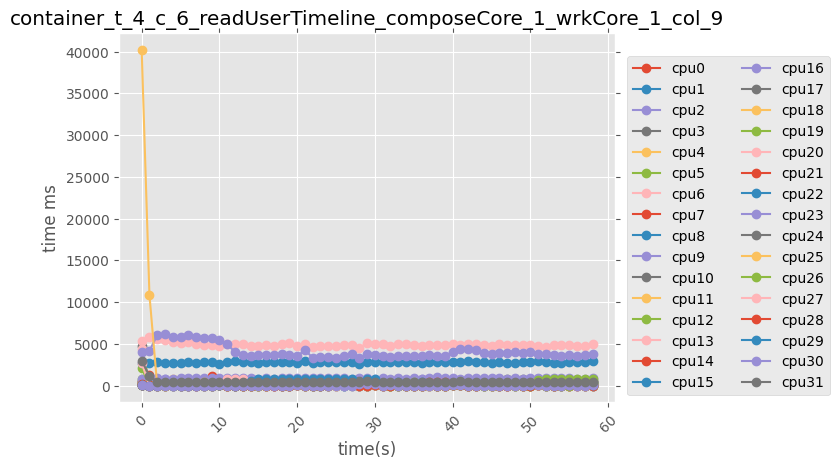 container_t_4_c_6_readUserTimeline_composeCore_1_wrkCore_1_col_9
time ms
40000
35000
30000
25000
20000
15000
10000
5000
0
0
10
20
30
40
50
60
time(s)
cpu0
cpu1
cpu2
cpu3
cpu4
cpu5
cpu6
cpu7
cpu8
cpu9
cpu10
cpu11
cpu12
cpu13
cpu14
cpu15
cpu16
cpu17
cpu18
cpu19
cpu20
cpu21
cpu22
cpu23
cpu24
cpu25
cpu26
cpu27
cpu28
cpu29
cpu30
cpu31